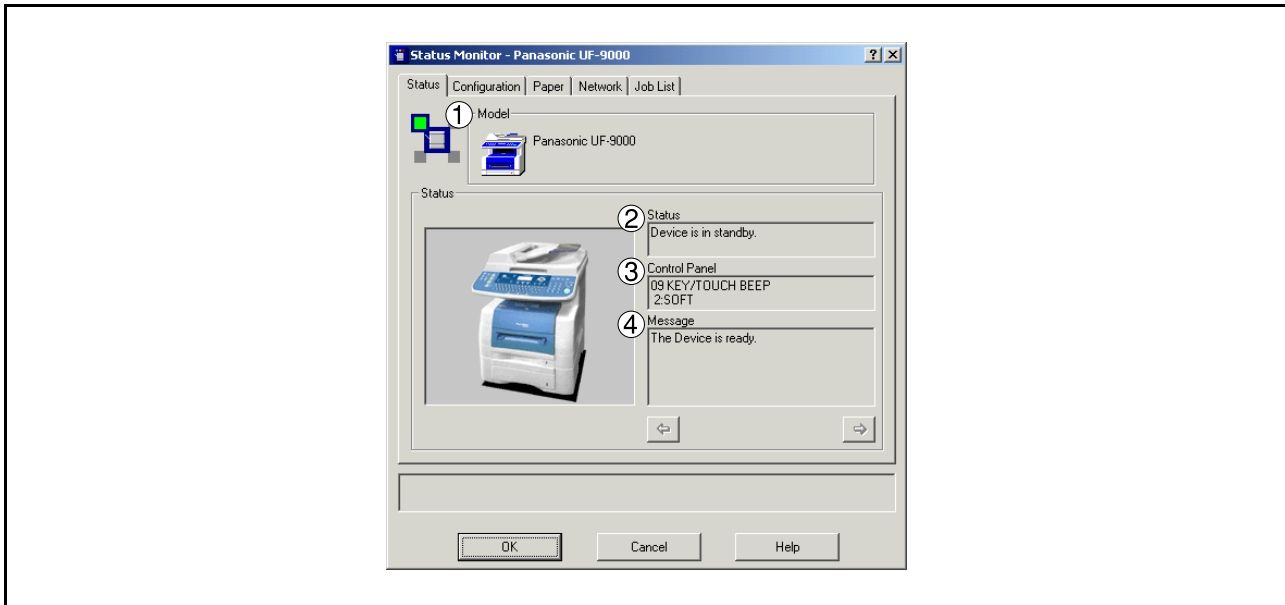 Status Monitor - Panasonic UF-9000
Status Configuration Paper Network Job List
① Model
Panasonic UF-9000
Status
② Status
Device is in standby.
③ Control Panel
09 KEY/TOUCH BEEP
2:SOFT
④ Message
The Device is ready.
OK Cancel Help